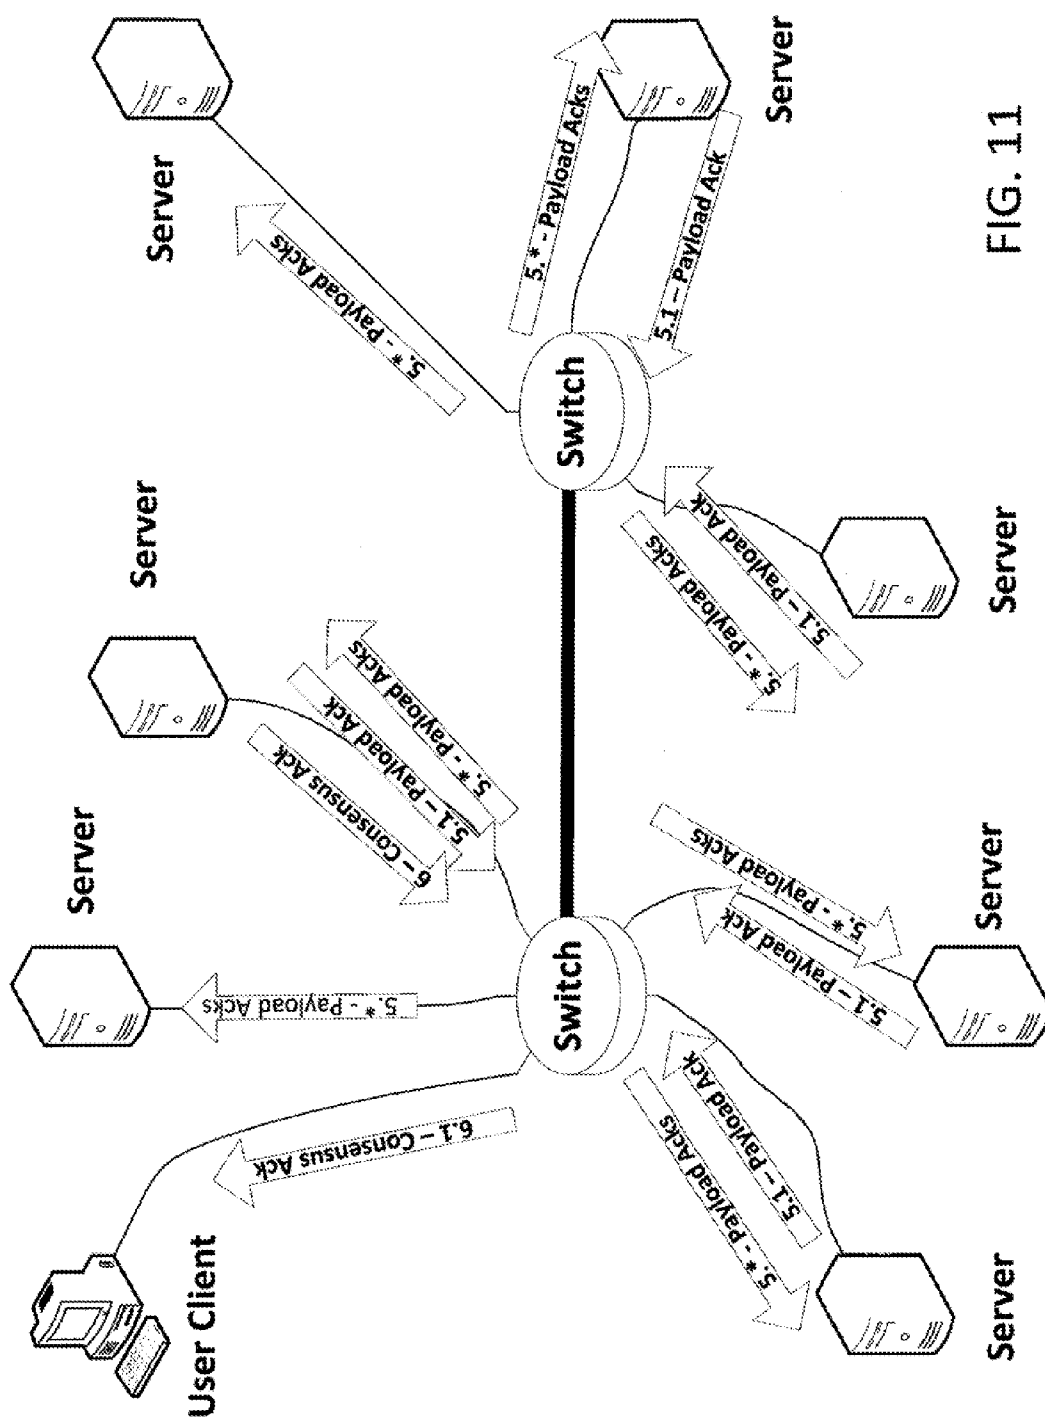 Server
Server
Server
User Client
6.1 – Consensus Ack
5.* - Payload Acks
6 – Consensus Ack
5.1 – Payload Ack
5.* - Payload Acks
5.* - Payload Acks
5.* - Payload Acks
Switch
Switch
5.1 – Payload Ack
5.* - Payload Acks
5.1 – Payload Ack
5.1 – Payload Ack
5.* - Payload Acks
5.* - Payload Acks
5.1 – Payload Ack
Server
Server
Server
Server
FIG. 11